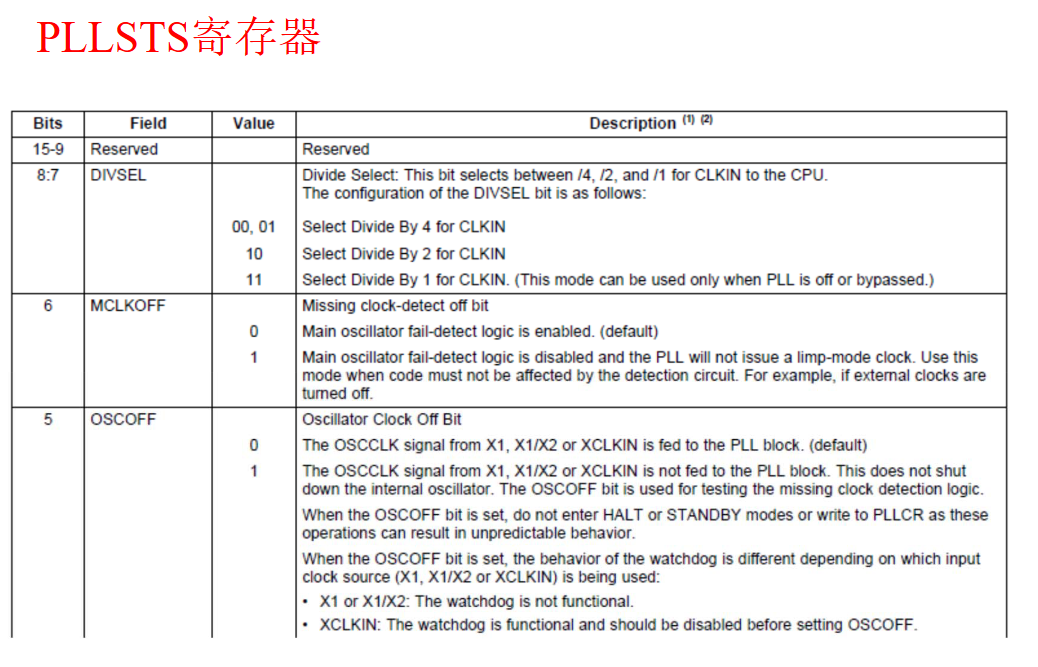 PLLSTS寄存器
Bits Field Value Description (1) (2)
15-9 Reserved Reserved
8:7 DIVSEL Divide Select: This bit selects between /4, /2, and /1 for CLKIN to the CPU.
The configuration of the DIVSEL bit is as follows:
00, 01 Select Divide By 4 for CLKIN
10 Select Divide By 2 for CLKIN
11 Select Divide By 1 for CLKIN. (This mode can be used only when PLL is off or bypassed.)
6 MCLKOFF Missing clock-detect off bit
0 Main oscillator fail-detect logic is enabled. (default)
1 Main oscillator fail-detect logic is disabled and the PLL will not issue a limp-mode clock. Use this
mode when code must not be affected by the detection circuit. For example, if external clocks are
turned off.
5 OSCOFF Oscillator Clock Off Bit
0 The OSCCLK signal from X1, X1/X2 or XCLKIN is fed to the PLL block. (default)
1 The OSCCLK signal from X1, X1/X2 or XCLKIN is not fed to the PLL block. This does not shut
down the internal oscillator. The OSCOFF bit is used for testing the missing clock detection logic.
When the OSCOFF bit is set, do not enter HALT or STANDBY modes or write to PLLCR as these
operations can result in unpredictable behavior.
When the OSCOFF bit is set, the behavior of the watchdog is different depending on which input
clock source (X1, X1/X2 or XCLKIN) is being used:
• X1 or X1/X2: The watchdog is not functional.
• XCLKIN: The watchdog is functional and should be disabled before setting OSCOFF.